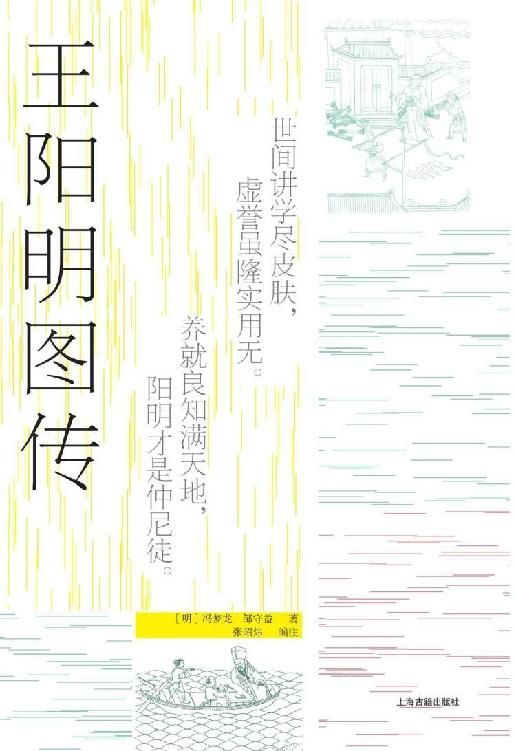 王阳明图传
世间讲学尽皮肤，
虚誉虽隆实用无。
养就良知满天地，
阳明才是仲尼徒。
［明］冯梦龙 邹守益 著
张昭炜 编注
上海古籍出版社